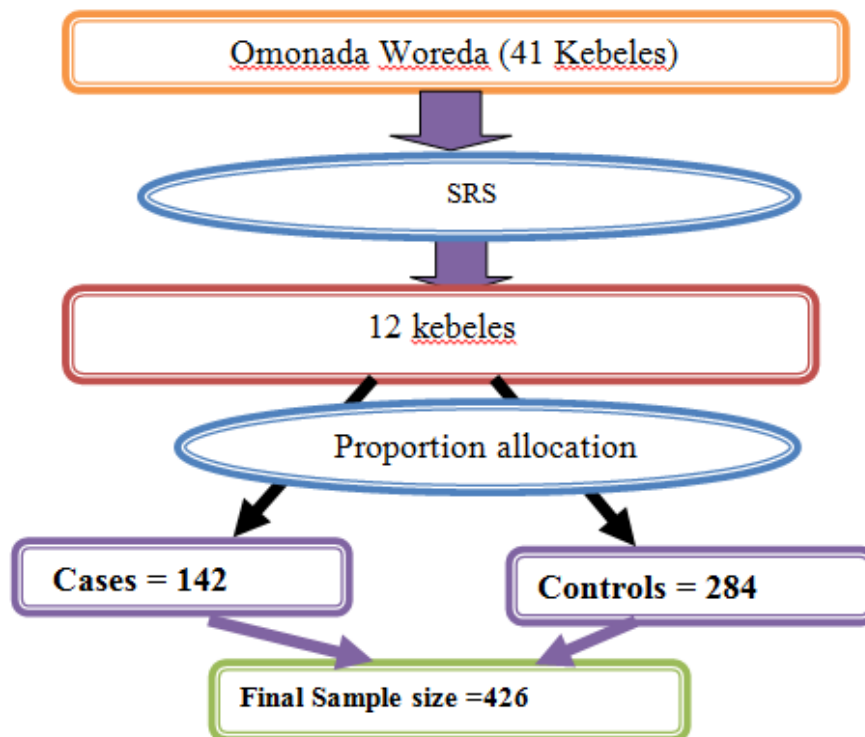 Omonada Woreda (41 Kebeles)
SRS
12 kebeles
Proportion allocation
Cases = 142
Controls = 284
Final Sample size =426